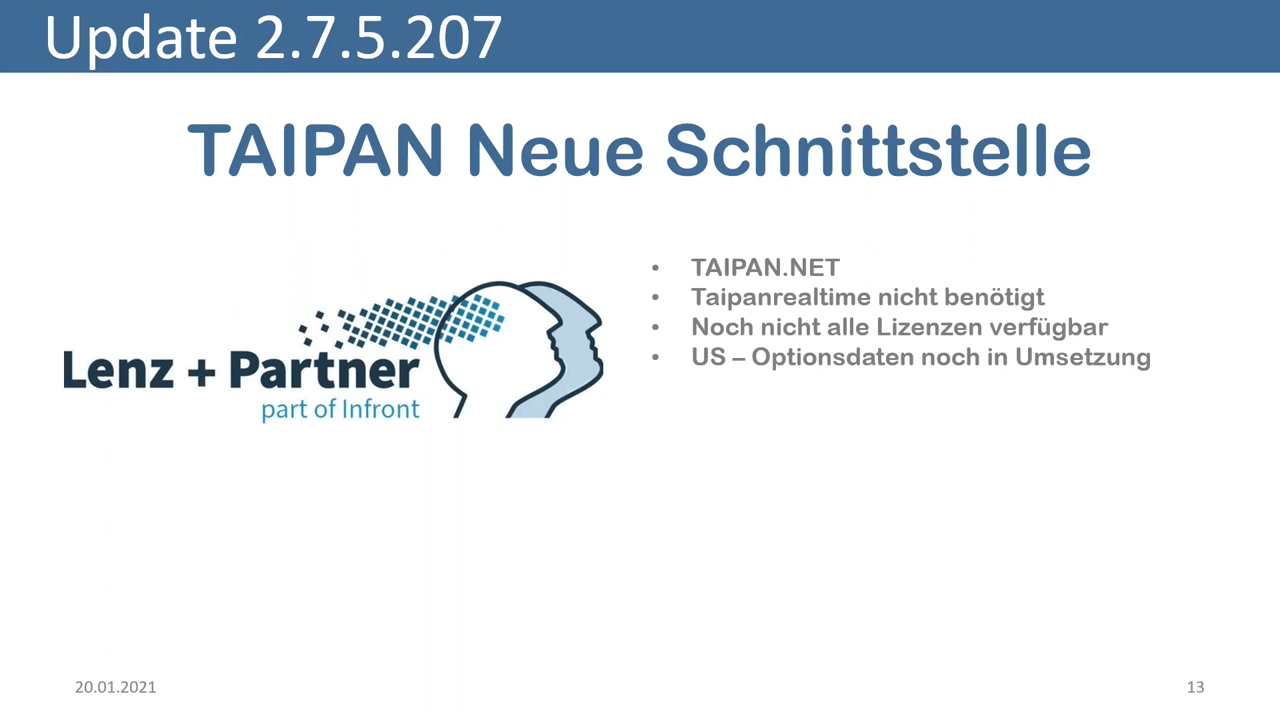 Update 2.7.5.207
TAIPAN Neue Schnittstelle
Lenz + Partner
part of Infront
• TAIPAN.NET
• Taipanrealtime nicht benötigt
• Noch nicht alle Lizenzen verfügbar
• US – Optionsdaten noch in Umsetzung
20.01.2021
13